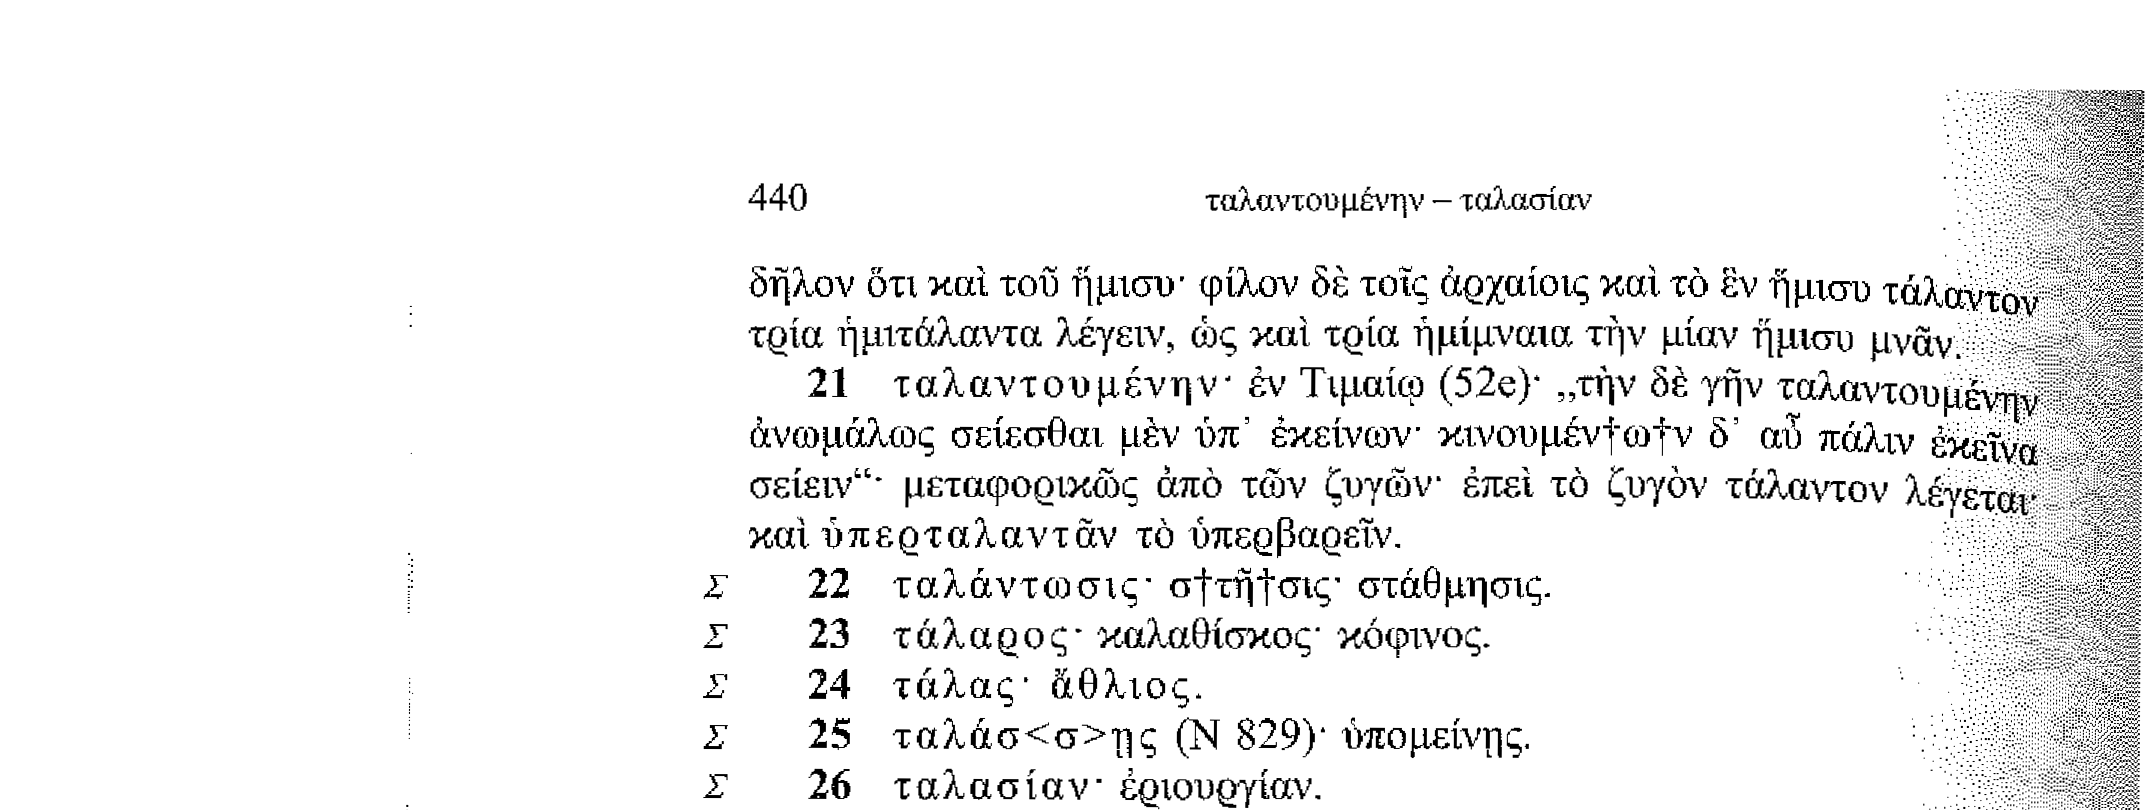 440 ταλαντουμένην – ταλασίαν
δῆλον ὅτι καὶ τοῦ ἥμισυ· φίλον δὲ τοῖς ἀρχαίοις καὶ τὸ ἓν ἥμισυ τάλαντον
τρία ἡμιτάλαντα λέγειν, ὡς καὶ τρία ἡμίμναια τὴν μίαν ἥμισυ μνᾶν.
21 ταλαντουμένην· ἐν Τιμαίῳ (52e)· „τὴν δὲ γῆν ταλαντουμένην
ἀνωμάλως σείεσθαι μὲν ὑπ’ ἐκείνων· κινουμέν†ω†ν δ’ αὖ πάλιν ἐκεῖνα
σείειν“· μεταφορικῶς ἀπὸ τῶν ζυγῶν· ἐπεὶ τὸ ζυγὸν τάλαντον λέγεται·
καὶ ὑπερταλαντᾶν τὸ ὑπερβαρεῖν.
Σ 22 ταλάντωσις· σ†τῆ†σις· στάθμησις.
Σ 23 τάλαρος· καλαθίσκος· κόφινος.
Σ 24 τάλας· ἄθλιος.
Σ 25 ταλάσ<σ>ῃς (Ν 829)· ὑπομείνῃς.
Σ 26 ταλασίαν· ἐριουργίαν.